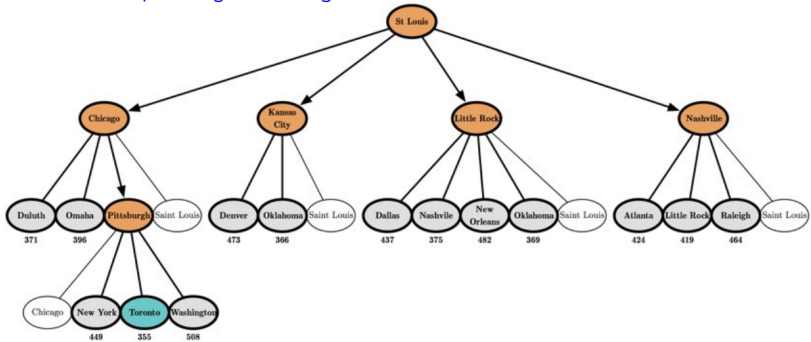 St Louis
Chicago
Kansas
City
Little Rock
Nashville
Duluth
Omaha
Pittsburgh
Saint Louis
Denver
Oklahoma
Saint Louis
Dallas
Nashvile
New
Orleans
Oklahoma
Saint Louis
Atlanta
Little Rock
Raleigh
Saint Louis
371
396
473
366
437
375
482
369
424
419
464
Chicago
New York
Toronto
Washington
449
355
508